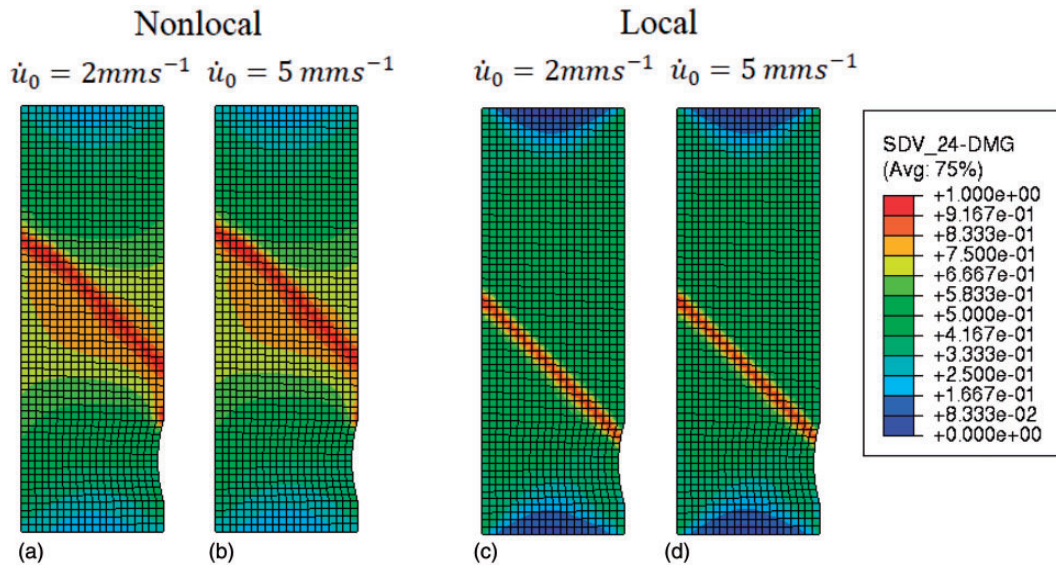 Nonlocal
Local
u̇₀ = 2mms⁻¹
u̇₀ = 5 mms⁻¹
u̇₀ = 2mms⁻¹
u̇₀ = 5 mms⁻¹
SDV_24-DMG
(Avg: 75%)
+1.000e+00
+9.167e-01
+8.333e-01
+7.500e-01
+6.667e-01
+5.833e-01
+5.000e-01
+4.167e-01
+3.333e-01
+2.500e-01
+1.667e-01
+8.333e-02
+0.000e+00
(a)
(b)
(c)
(d)